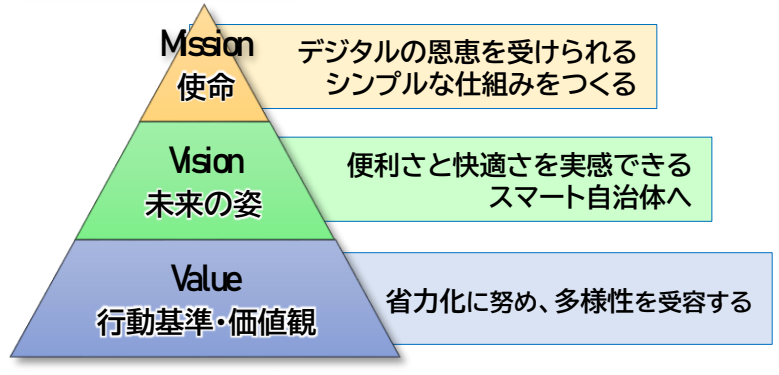 Mission
使命
デジタルの恩恵を受けられる
シンプルな仕組みをつくる
Vision
未来の姿
便利さと快適さを実感できる
スマート自治体へ
Value
行動基準・価値観
省力化に努め、多様性を受容する